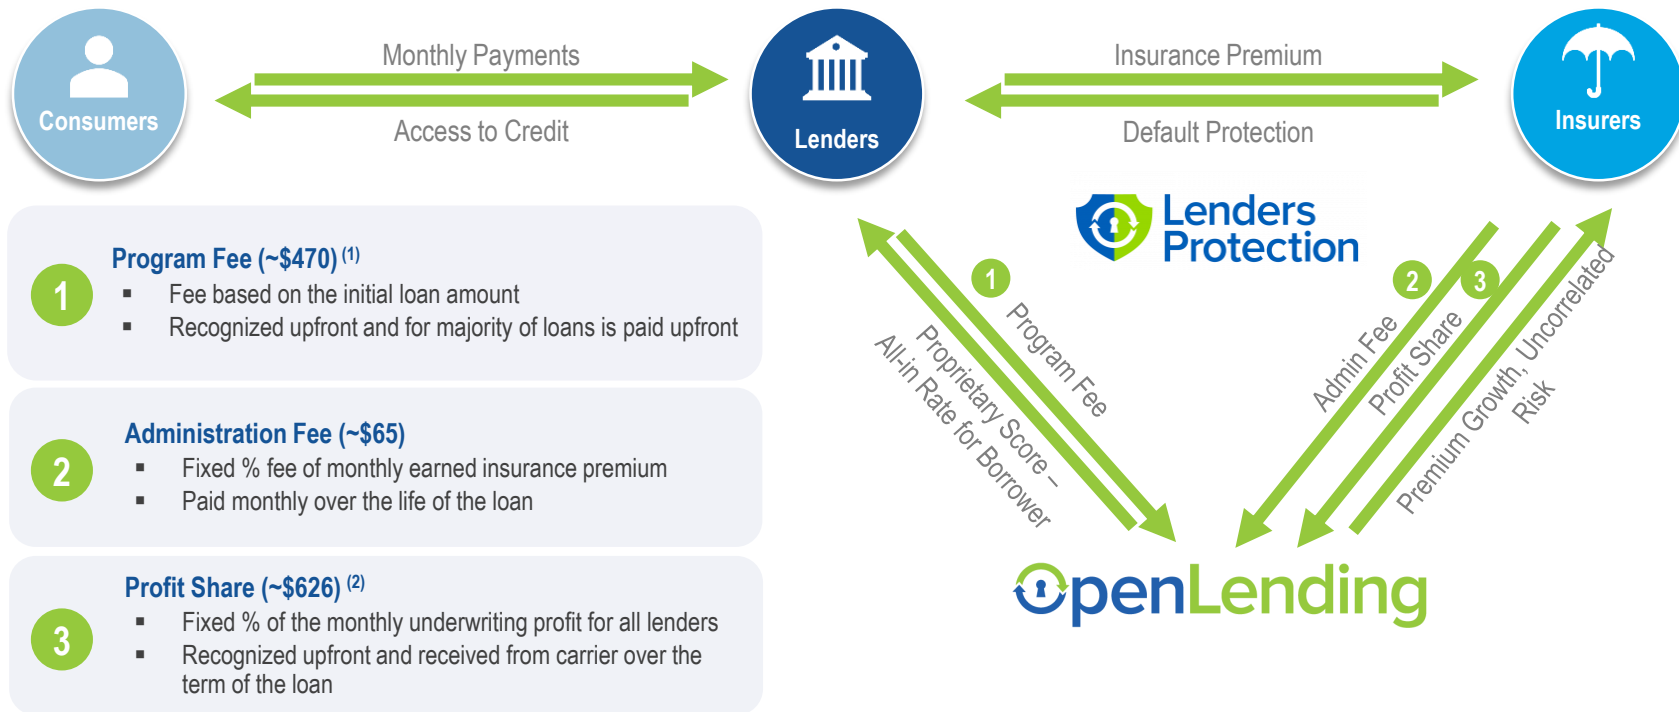 Monthly Payments
Insurance Premium
Consumers
Lenders
Insurers
Access to Credit
Default Protection
Lenders
Protection
Program Fee (~$470) (1)
1
▪ Fee based on the initial loan amount
▪ Recognized upfront and for majority of loans is paid upfront
2
Administration Fee (~$65)
▪ Fixed % fee of monthly earned insurance premium
▪ Paid monthly over the life of the loan
3
Profit Share (~$626) (2)
▪ Fixed % of the monthly underwriting profit for all lenders
▪ Recognized upfront and received from carrier over the
term of the loan
1
Program Fee
Proprietary Score –
All-in Rate for Borrower
2
3
Admin Fee
Profit Share
Premium Growth, Uncorrelated
Risk
OpenLending